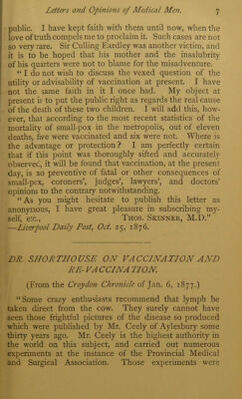 Letters and Opinions of Medical Men. 7
public. I have kept faith with them until now, when the
love of truth compels me to proclaim it. Such cases are not
so very rare. Sir Culling Eardley was another victim, and
it is to be hoped that his mother and the insalubrity
of his quarters were not to blame for the misadventure.
" I do not wish to discuss the vexed question of the
utility or advisability of vaccination at present. I have
not the same faith in it I once had. My object at
present is to put the public right as regards the real cause
of the death of these two children. I will add this, how-
ever, that according to the most recent statistics of the
mortality of small-pox in the metropolis, out of eleven
deaths, five were vaccinated and six were not. Where is
the advantage or protection? I am perfectly certain
that if this point was thoroughly sifted and accurately
observed, it will be found that vaccination, at the present
day, is no preventive of fatal or other consequences of
small-pox, coroners', judges', lawyers', and doctors'
opinions to the contrary notwithstanding.
" As you might hesitate to publish this letter as
anonymous, I have great pleasure in subscribing my-
self, etc., THOS. SKINNER, M.D."
—Liverpool Daily Post, Oct. 25, 1876.
DR. SHORTHOUSE ON VACCINATION AND
RE-VACCINATION.
(From the Croydon Chronicle of Jan. 6, 1877.)
" Some crazy enthusiasts recommend that lymph be
taken direct from the cow. They surely cannot have
seen those frightful pictures of the disease so produced
which were published by Mr. Ceely of Aylesbury some
thirty years ago. Mr. Ceely is the highest authority in
the world on this subject, and carried out numerous
experiments at the instance of the Provincial Medical
and Surgical Association. Those experiments were